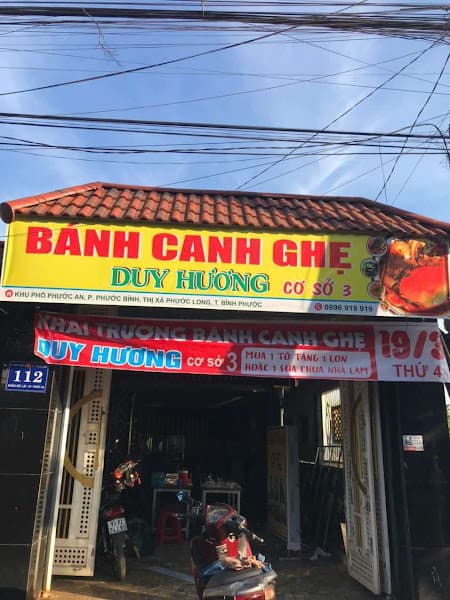 BÁNH CANH GHẸ
DUY HƯƠNG CƠ SỞ 3
KHU PHỐ PHƯỚC AN, P. PHƯỚC BÌNH, THỊ XÃ PHƯỚC LONG, T. BÌNH PHƯỚC
0896 919 919
KHAI TRƯƠNG BÁNH CANH GHẸ
DUY HƯƠNG CƠ SỞ 3
MUA 1 TÔ TẶNG 1 LON
HOẶC 1 SỮA CHUA NHÀ LÀM
19/3
THỨ 4
112